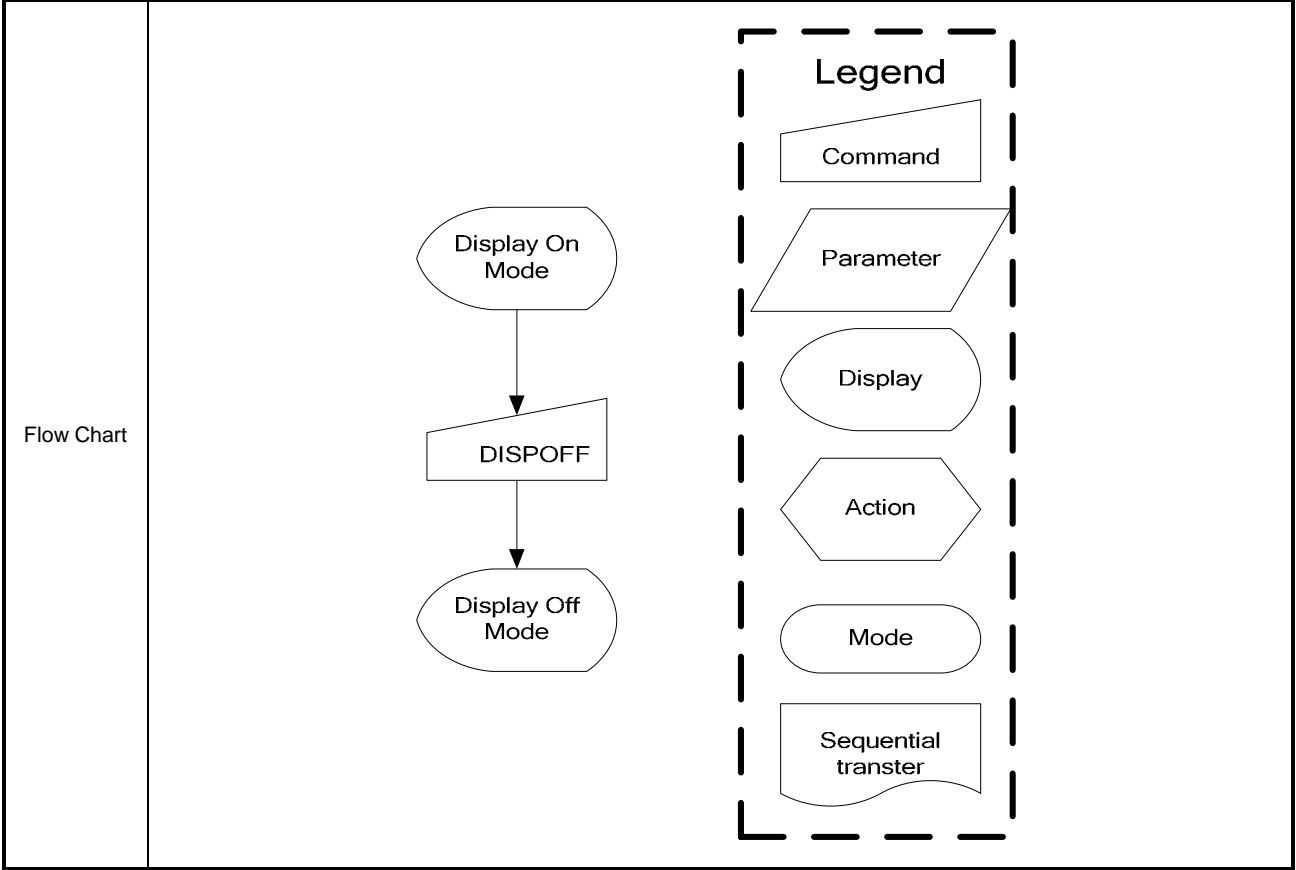 Flow Chart
Display On
Mode
DISPOFF
Display Off
Mode
Legend
Command
Parameter
Display
Action
Mode
Sequential
transter